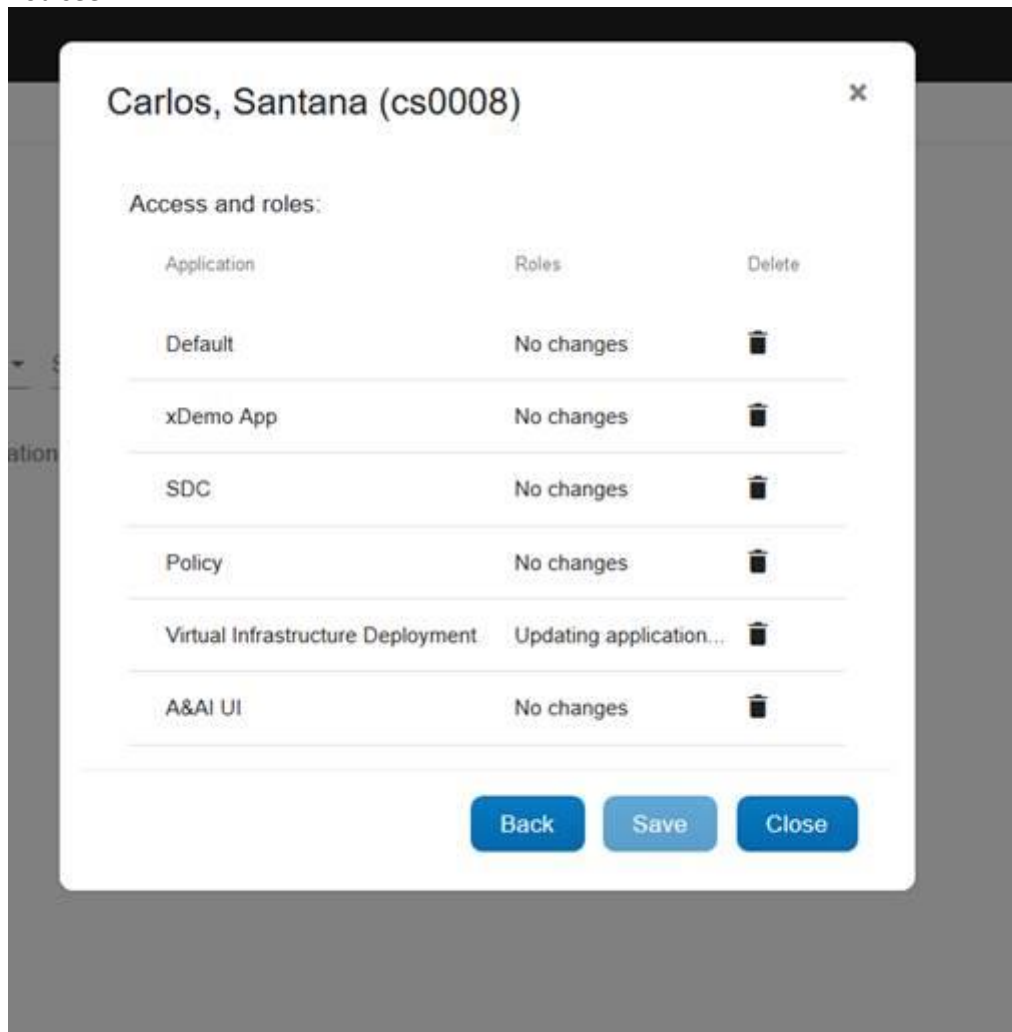 Carlos, Santana (cs0008)
Access and roles:
Application Roles Delete
Default No changes
xDemo App No changes
SDC No changes
Policy No changes
Virtual Infrastructure Deployment Updating application...
A&AI UI No changes
ation
Back Save Close